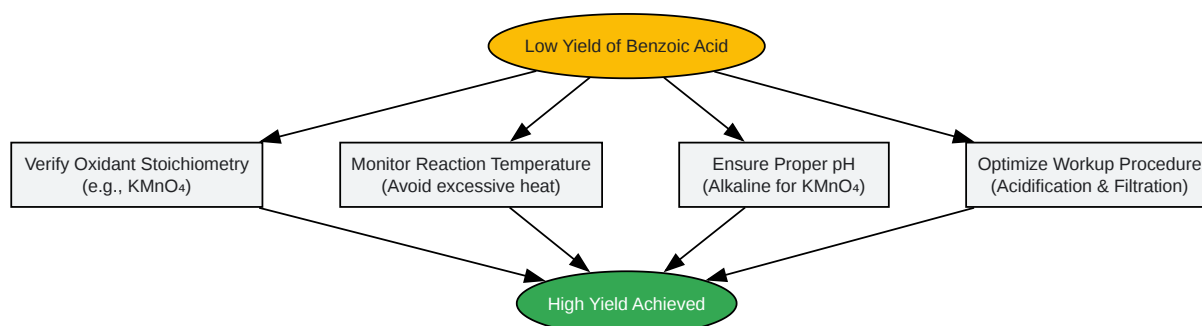 Low Yield of Benzoic Acid
Verify Oxidant Stoichiometry
(e.g., KMnO₄)
Monitor Reaction Temperature
(Avoid excessive heat)
Ensure Proper pH
(Alkaline for KMnO₄)
Optimize Workup Procedure
(Acidification & Filtration)
High Yield Achieved